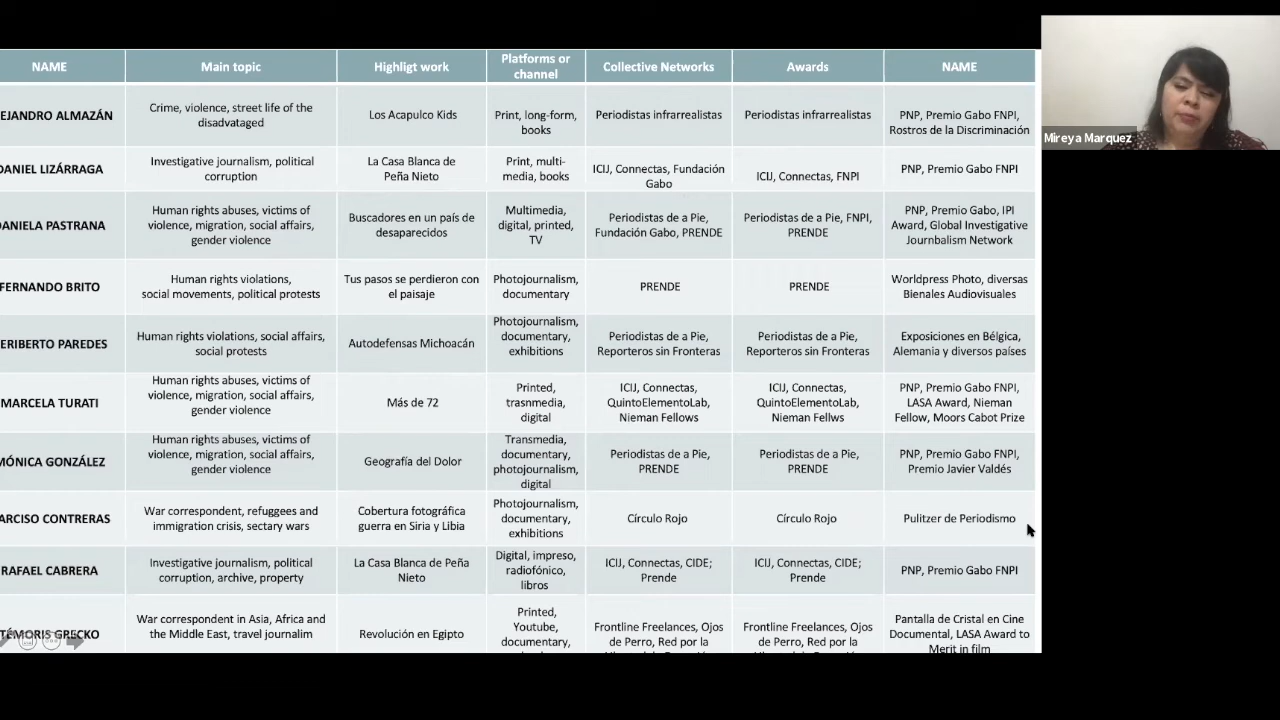 NAME
Main topic
Highligt work
Platforms or
channel
Collective Networks
Awards
NAME
EJANDRO ALMAZÁN
Crime, violence, street life of the
disadvataged
Los Acapulco Kids
Print, long-form,
books
Periodistas infrarrealistas
Periodistas infrarrealistas
PNP, Premio Gabo FNPI,
Rostros de la Discriminación
DANIEL LIZÁRRAGA
Investigative journalism, political
corruption
La Casa Blanca de
Peña Nieto
Print, multi-
media, books
ICIJ, Connectas, Fundación
Gabo
ICIJ, Connectas, FNPI
PNP, Premio Gabo FNPI
DANIELA PASTRANA
Human rights abuses, victims of
violence, migration, social affairs,
gender violence
Buscadores en un país de
desaparecidos
Multimedia,
digital, printed,
TV
Periodistas de a Pie,
Fundación Gabo, PRENDE
Periodistas de a Pie, FNPI,
PRENDE
PNP, Premio Gabo, IPI
Award, Global Investigative
Journbalism Network
FERNANDO BRITO
Human rights violations,
social movements, political protests
Tus pasos se perdieron con
el paisaje
Photojournalism,
documentary
PRENDE
PRENDE
Worldpress Photo, diversas
Bienales Audiovisuales
ERIBERTO PAREDES
Human rights violations, social affairs,
social protests
Autodefensas Michoacán
Photojournalism,
documentary,
exhibitions
Periodistas de a Pie,
Reporteros sin Fronteras
Periodistas de a Pie,
Reporteros sin Fronteras
Exposiciones en Bélgica,
Alemania y diversos países
MARCELA TURATI
Human rights abuses, victims of
violence, migration, social affairs,
gender violence
Más de 72
Printed,
trasnmedia,
digital
ICIJ, Connectas,
QuintoElementoLab,
Nieman Fellows
ICIJ, Connectas,
QuintoElementoLab,
Nieman Fellws
PNP, Premio Gabo FNPI,
LASA Award, Nieman
Fellow, Moors Cabot Prize
MÓNICA GONZÁLEZ
Human rights abuses, victims of
violence, migration, social affairs,
gender violence
Geografía del Dolor
Transmedia,
documentary,
photojournalism,
digital
Periodistas de a Pie,
PRENDE
Periodistas de a Pie,
PRENDE
PNP, Premio Gabo FNPI,
Premio Javier Valdés
ARCISO CONTRERAS
War correspondent, refuggees and
immigration crisis, sectary wars
Cobertura fotográfica
guerra en Siria y Libia
Photojournalism,
documentary,
exhibitions
Círculo Rojo
Círculo Rojo
Pulitzer de Periodismo
RAFAEL CABRERA
Investigative journalism, political
corruption, archive, property
La Casa Blanca de Peña
Nieto
Digital, impreso,
radiofónico,
libros
ICIJ, Connectas, CIDE;
Prende
ICIJ, Connectas, CIDE;
Prende
PNP, Premio Gabo FNPI
TÉMORIS GRECKO
War correspondent in Asia, Africa and
the Middle East, travel journalim
Revolución en Egipto
Printed,
Youtube,
documentary,
Frontline Freelances, Ojos
de Perro, Red por la
Frontline Freelances, Ojos
de Perro, Red por la
Pantalla de Cristal en Cine
Documental, LASA Award to
Merit in film
Mireya Marquez